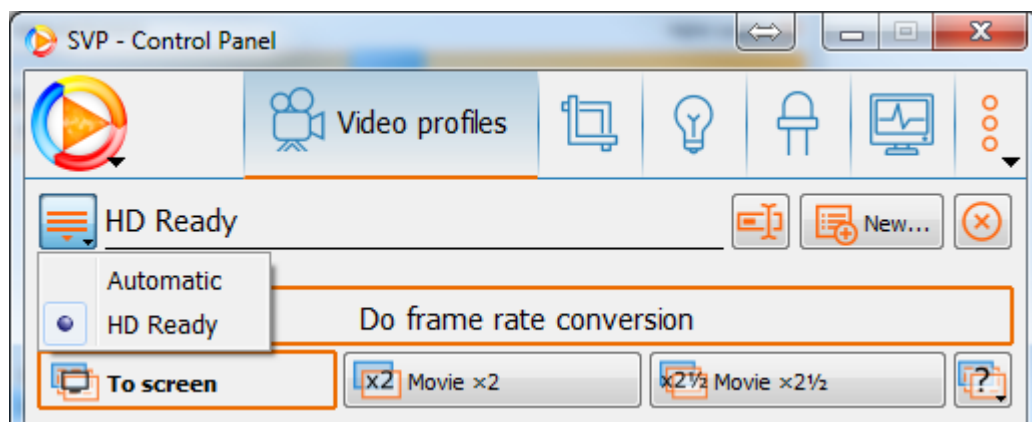 SVP - Control Panel
Video profiles
HD Ready
New...
Automatic
HD Ready
Do frame rate conversion
To screen
x2 Movie ×2
x2½ Movie ×2½
?